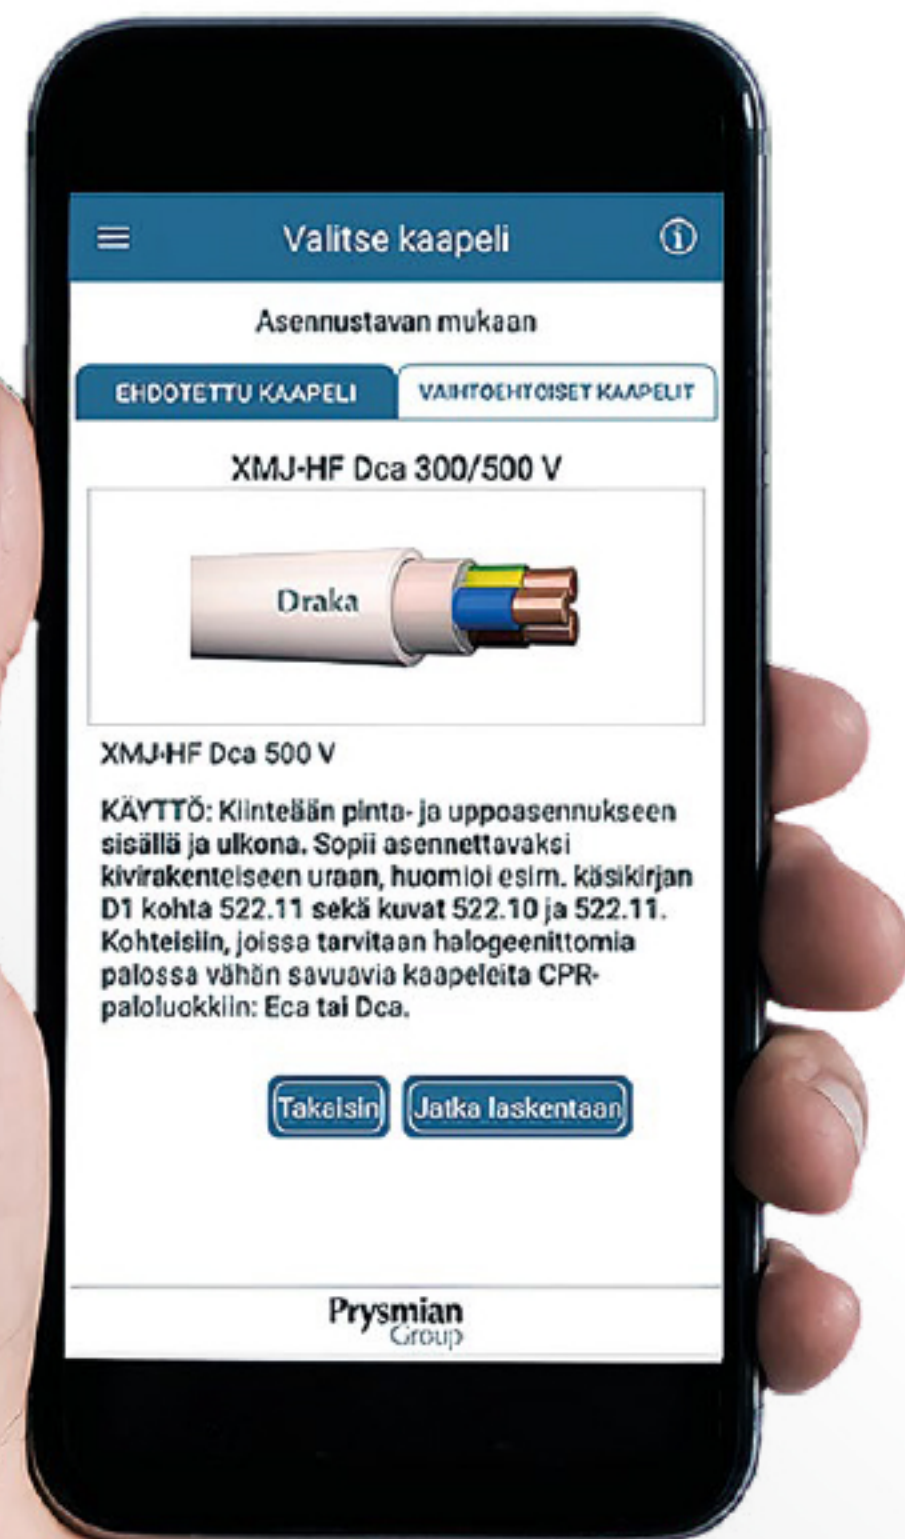 Valitse kaapeli
Asennustavan mukaan
EHDOTETTU KAAPELI
VAIHTOEHTOISET KAAPELIT
XMJ-HF Dca 300/500 V
Draka
XMJ-HF Dca 500 V
KÄYTTÖ: Kiinteään pinta- ja uppoasennukseen
sisällä ja ulkona. Sopii asennettavaksi
kivirakenteiseen uraan, huomioi esim. käsikirjan
D1 kohta 522.11 sekä kuvat 522.10 ja 522.11.
Kohteisiin, joissa tarvitaan halogeenittomia
palossa vähän savuavia kaapeleita CPR-
paloluokkiin: Eca tai Dca.
Takaisin
Jatka laskentaan
Prysmian
Group